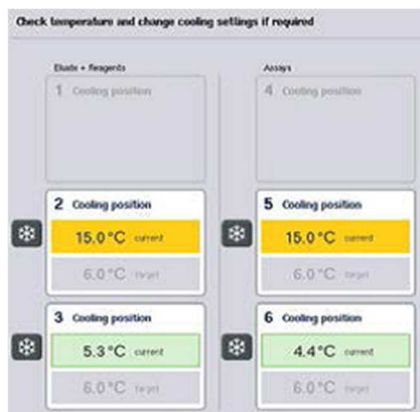 Check temperature and change cooling settings if required
Eluate + Reagents
Assays
1 Cooling position
4 Cooling position
2 Cooling position
5 Cooling position
15.0 °C current
15.0 °C current
6.0 °C target
6.0 °C target
3 Cooling position
6 Cooling position
5.3 °C current
4.4 °C current
6.0 °C target
6.0 °C target